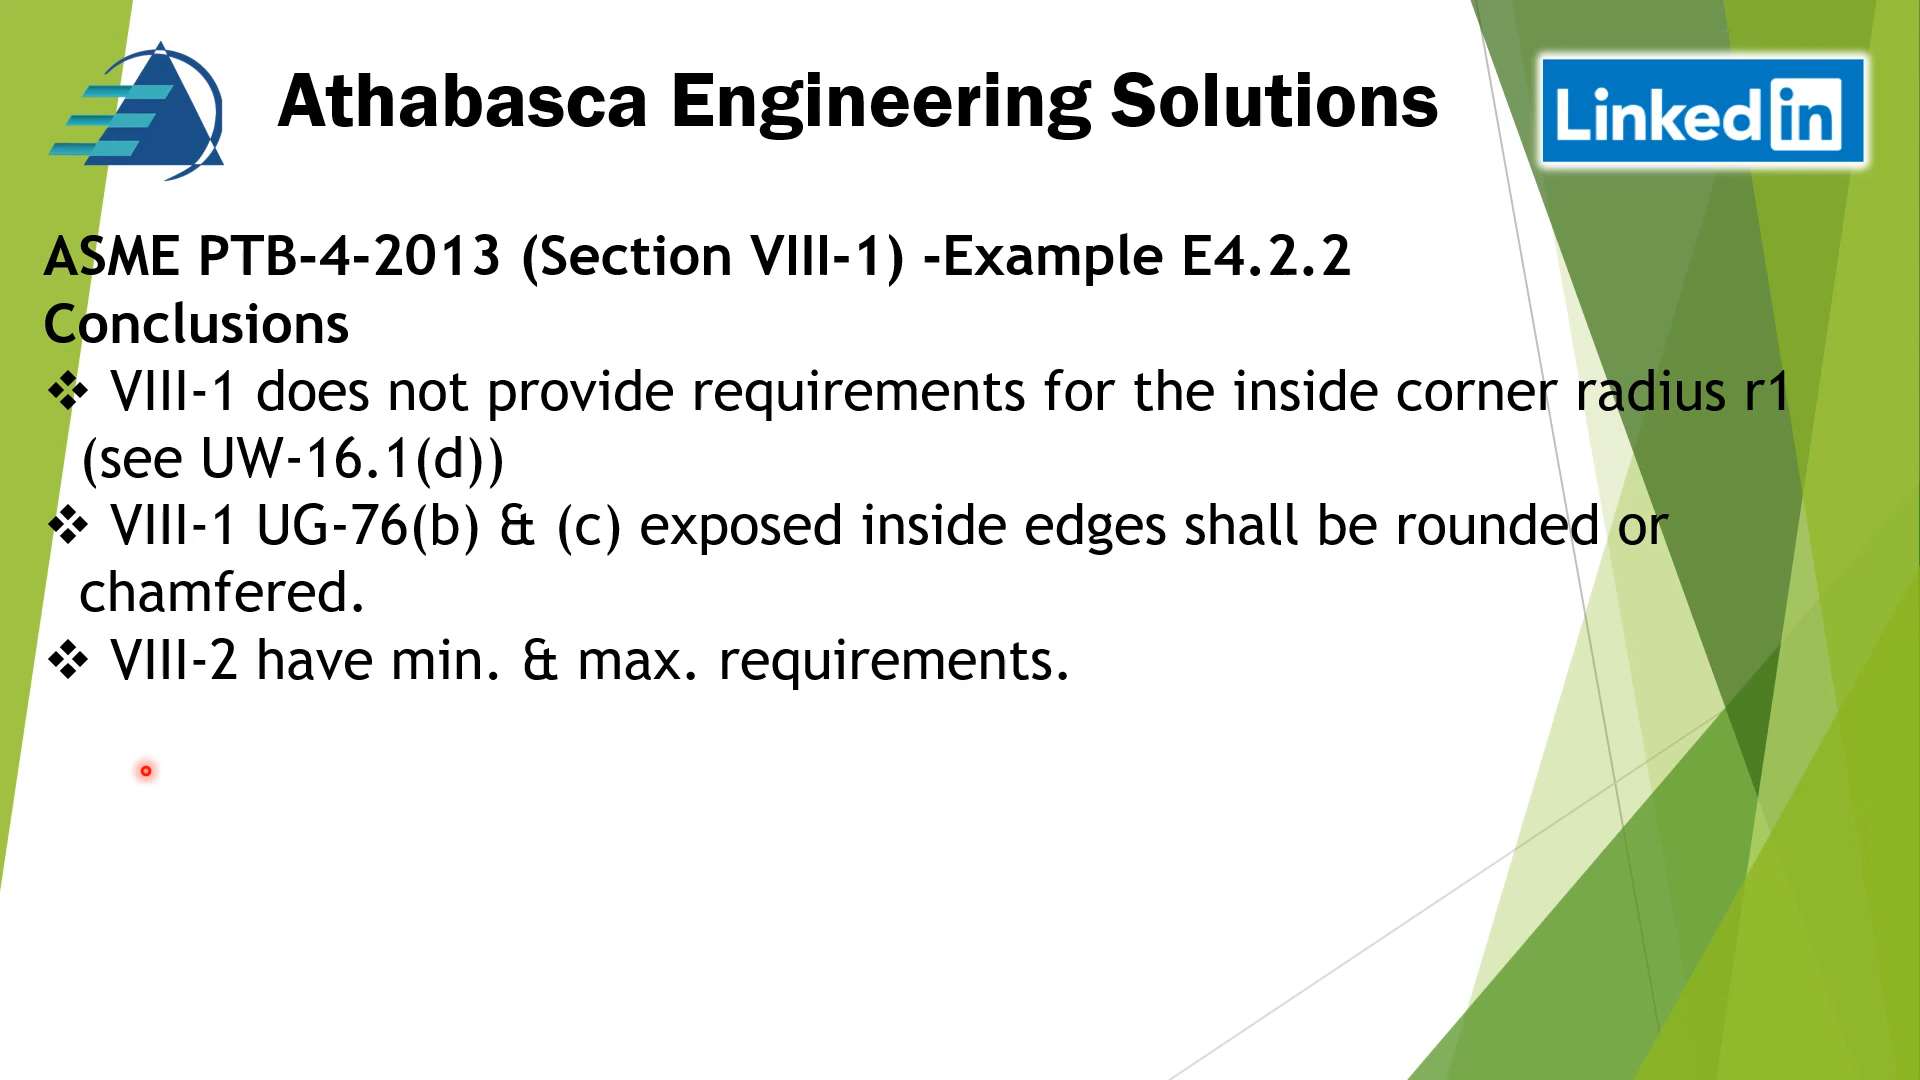 Athabasca Engineering Solutions
Linked in
ASME PTB-4-2013 (Section VIII-1) -Example E4.2.2
Conclusions
❖ VIII-1 does not provide requirements for the inside corner radius r1
(see UW-16.1(d))
❖ VIII-1 UG-76(b) & (c) exposed inside edges shall be rounded or
chamfered.
❖ VIII-2 have min. & max. requirements.